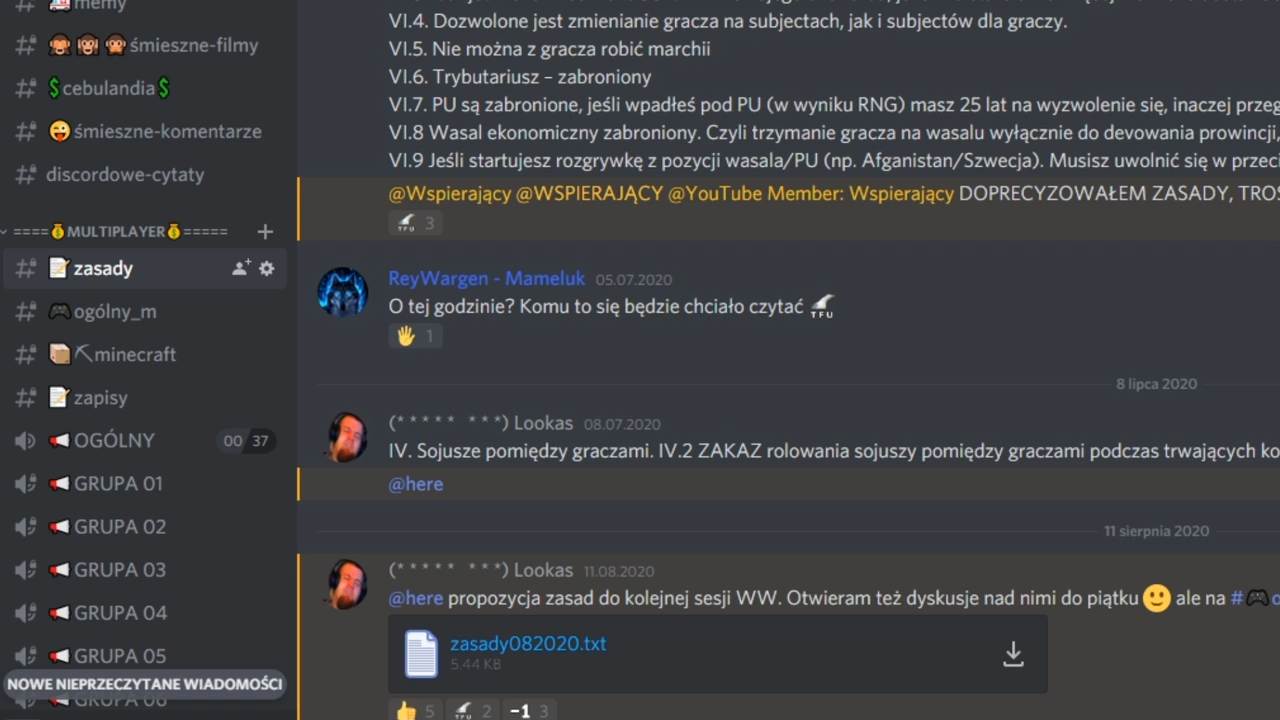 memy
śmieszne-filmy
cebulandia
śmieszne-komentarze
discordowe-cytaty
====MULTIPLAYER=====
zasady
ogólny_m
minecraft
zapisy
OGÓLNY 00 37
GRUPA 01
GRUPA 02
GRUPA 03
GRUPA 04
GRUPA 05
NOWE NIEPRZECZYTANE WIADOMOŚCI
GRUPA 06
VI.4. Dozwolone jest zmienianie gracza na subjectach, jak i subjectów dla graczy.
VI.5. Nie można z gracza robić marchii
VI.6. Trybutariusz – zabroniony
VI.7. PU są zabronione, jeśli wpadłeś pod PU (w wyniku RNG) masz 25 lat na wyzwolenie się, inaczej przeg
VI.8 Wasal ekonomiczny zabroniony. Czyli trzymanie gracza na wasalu wyłącznie do devowania prowincji,
VI.9 Jeśli startujesz rozgrywkę z pozycji wasala/PU (np. Afganistan/Szwecja). Musisz uwolnić się w przeci
@Wspierający @WSPIERAJĄCY @YouTube Member: Wspierający DOPRECYZOWAŁEM ZASADY, TROS
TFU 3
ReyWargen - Mameluk 05.07.2020
O tej godzinie? Komu to się będzie chciało czytać TFU
1
8 lipca 2020
(***** ***) Lookas 08.07.2020
IV. Sojusze pomiędzy graczami. IV.2 ZAKAZ rolowania sojuszy pomiędzy graczami podczas trwających ko
@here
11 sierpnia 2020
(***** ***) Lookas 11.08.2020
@here propozycja zasad do kolejnej sesji WW. Otwieram też dyskusje nad nimi do piątku ale na # o
zasady082020.txt
5.44 KB
5 TFU 2 −1 3